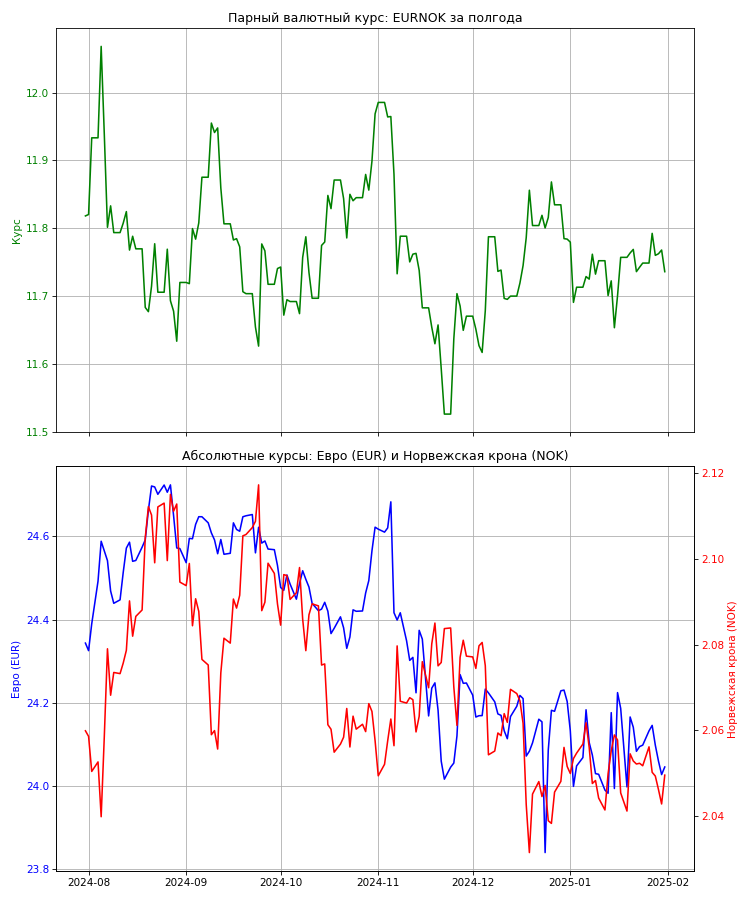 Парный валютный курс: EURNOK за полгода
12.0
11.9
11.8
11.7
11.6
11.5
Курс
Абсолютные курсы: Евро (EUR) и Норвежская крона (NOK)
24.6
24.4
24.2
24.0
23.8
Евро (EUR)
2.12
2.10
2.08
2.06
2.04
Норвежская крона (NOK)
2024-08 2024-09 2024-10 2024-11 2024-12 2025-01 2025-02